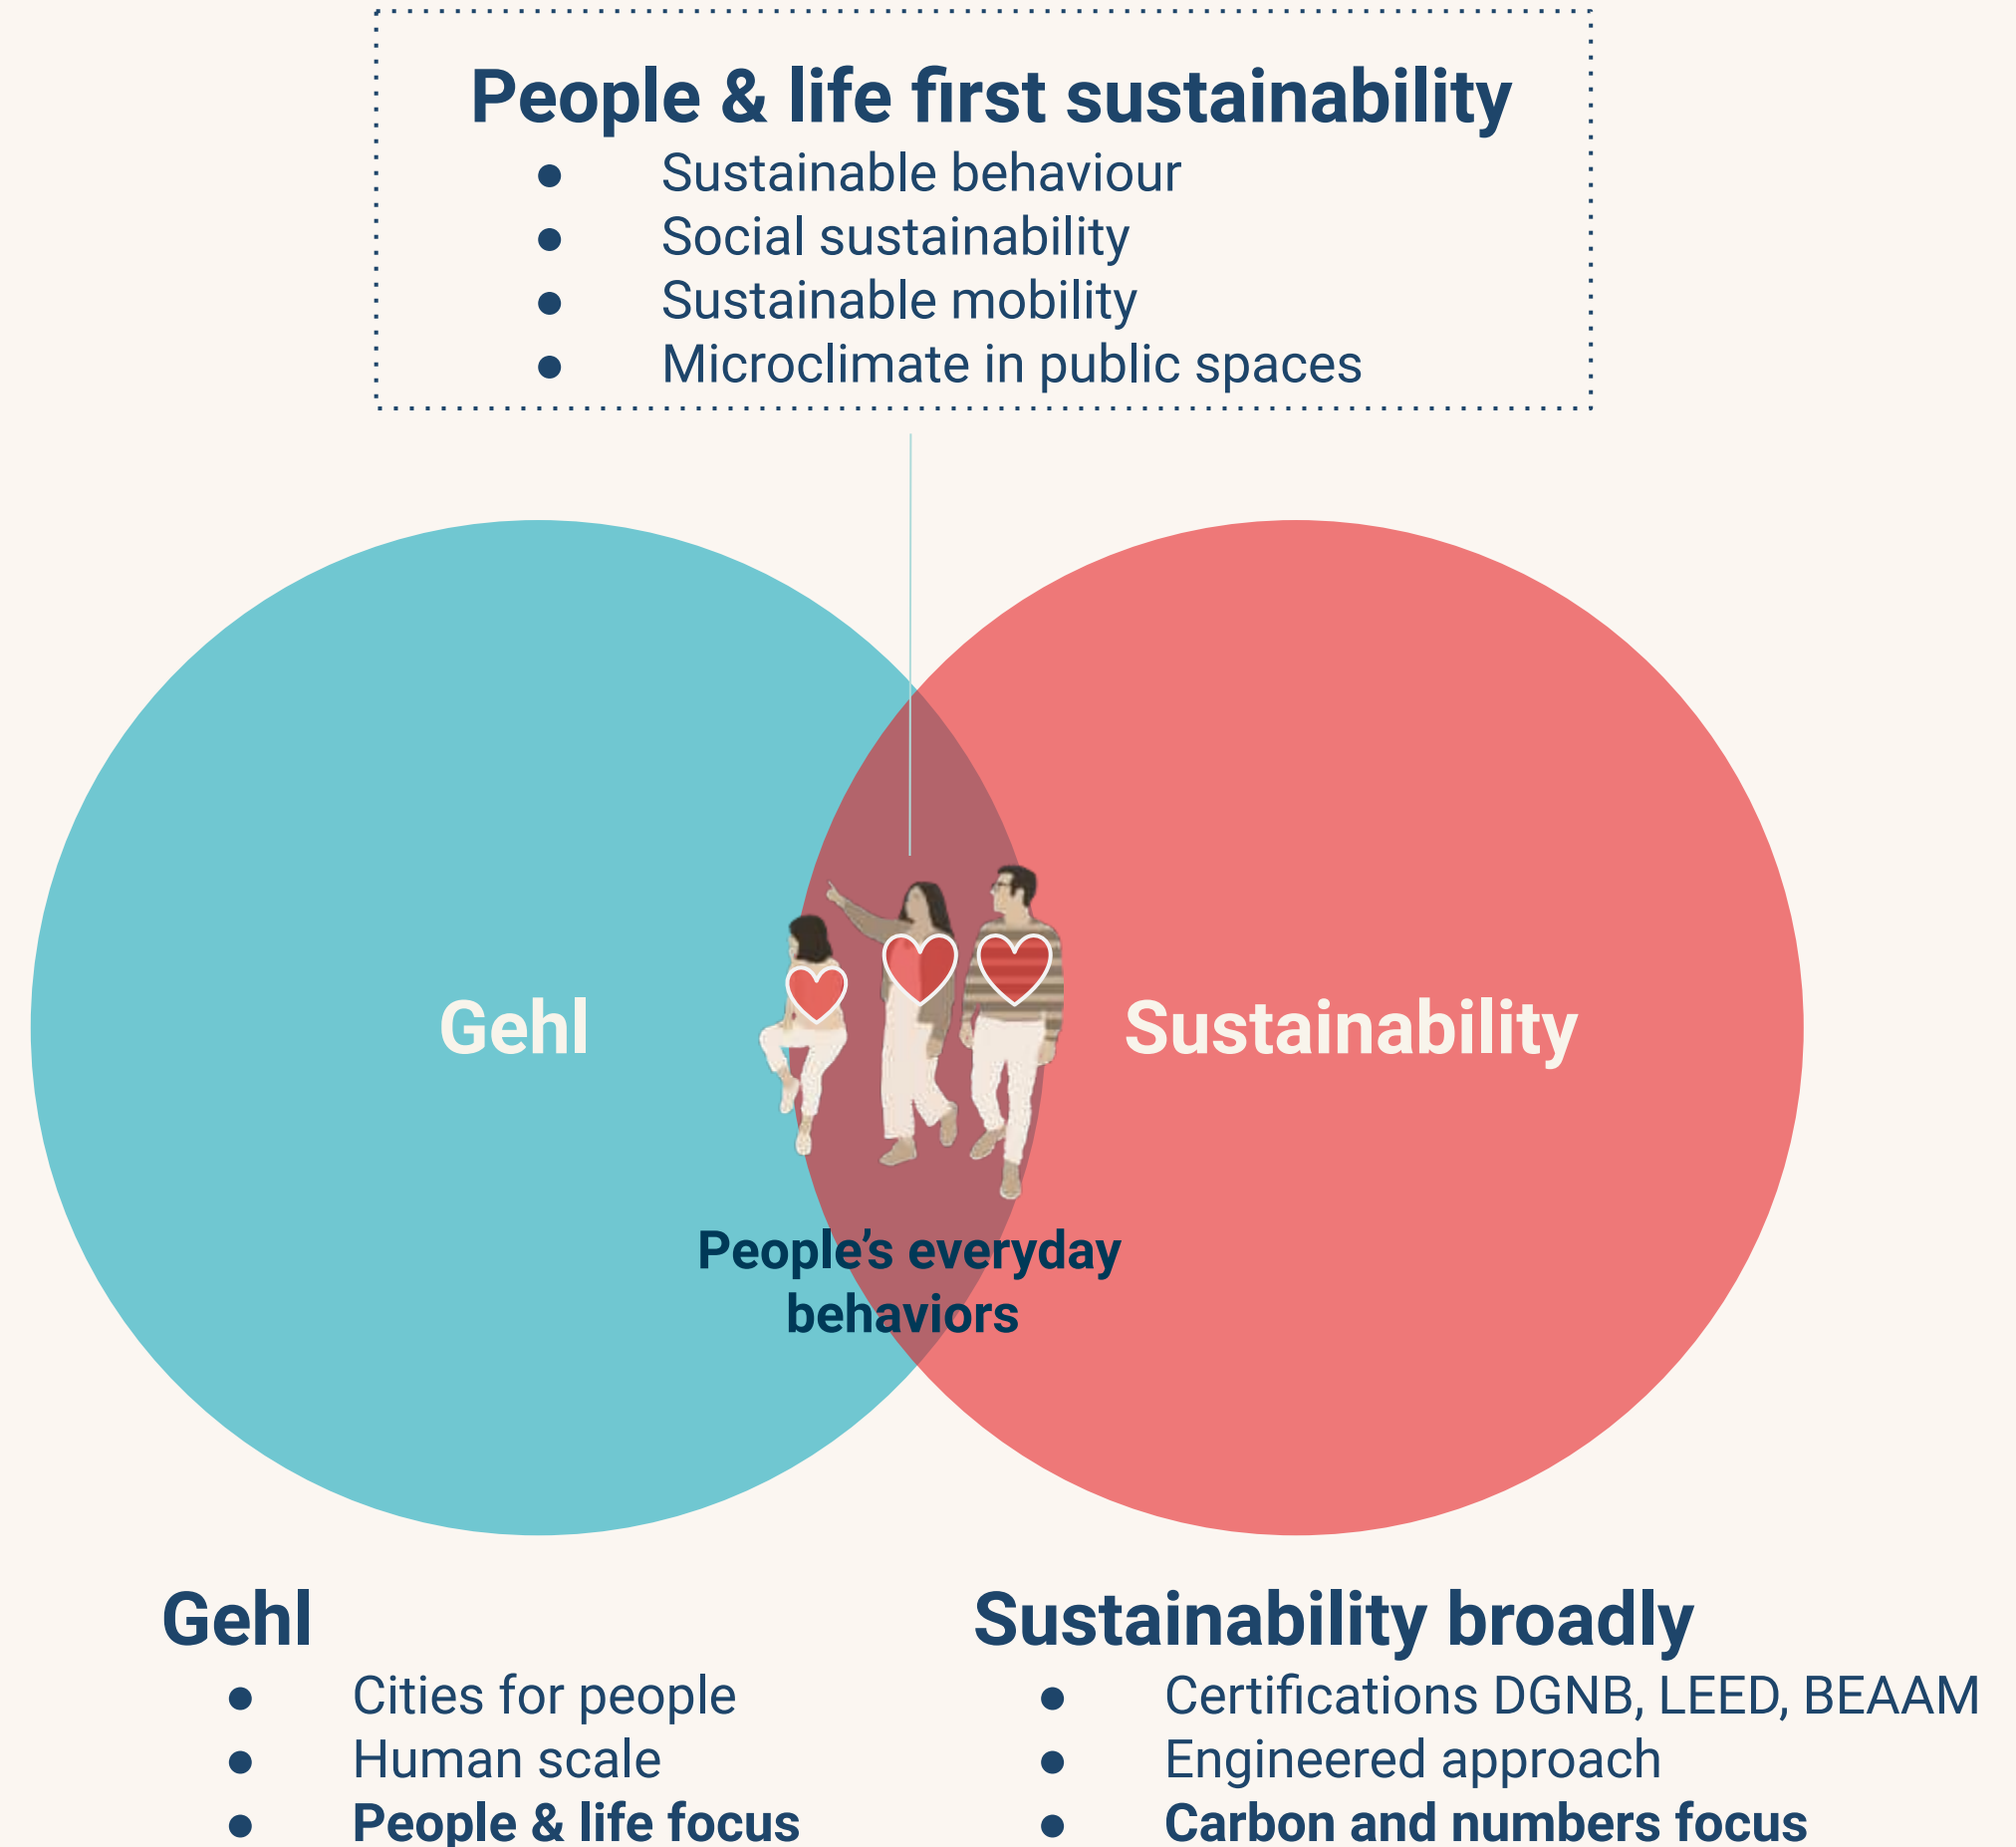 People & life first sustainability
● Sustainable behaviour
● Social sustainability
● Sustainable mobility
● Microclimate in public spaces
Gehl
Sustainability
People’s everyday
behaviors
Gehl
● Cities for people
● Human scale
● People & life focus
Sustainability broadly
● Certifications DGNB, LEED, BEAAM
● Engineered approach
● Carbon and numbers focus